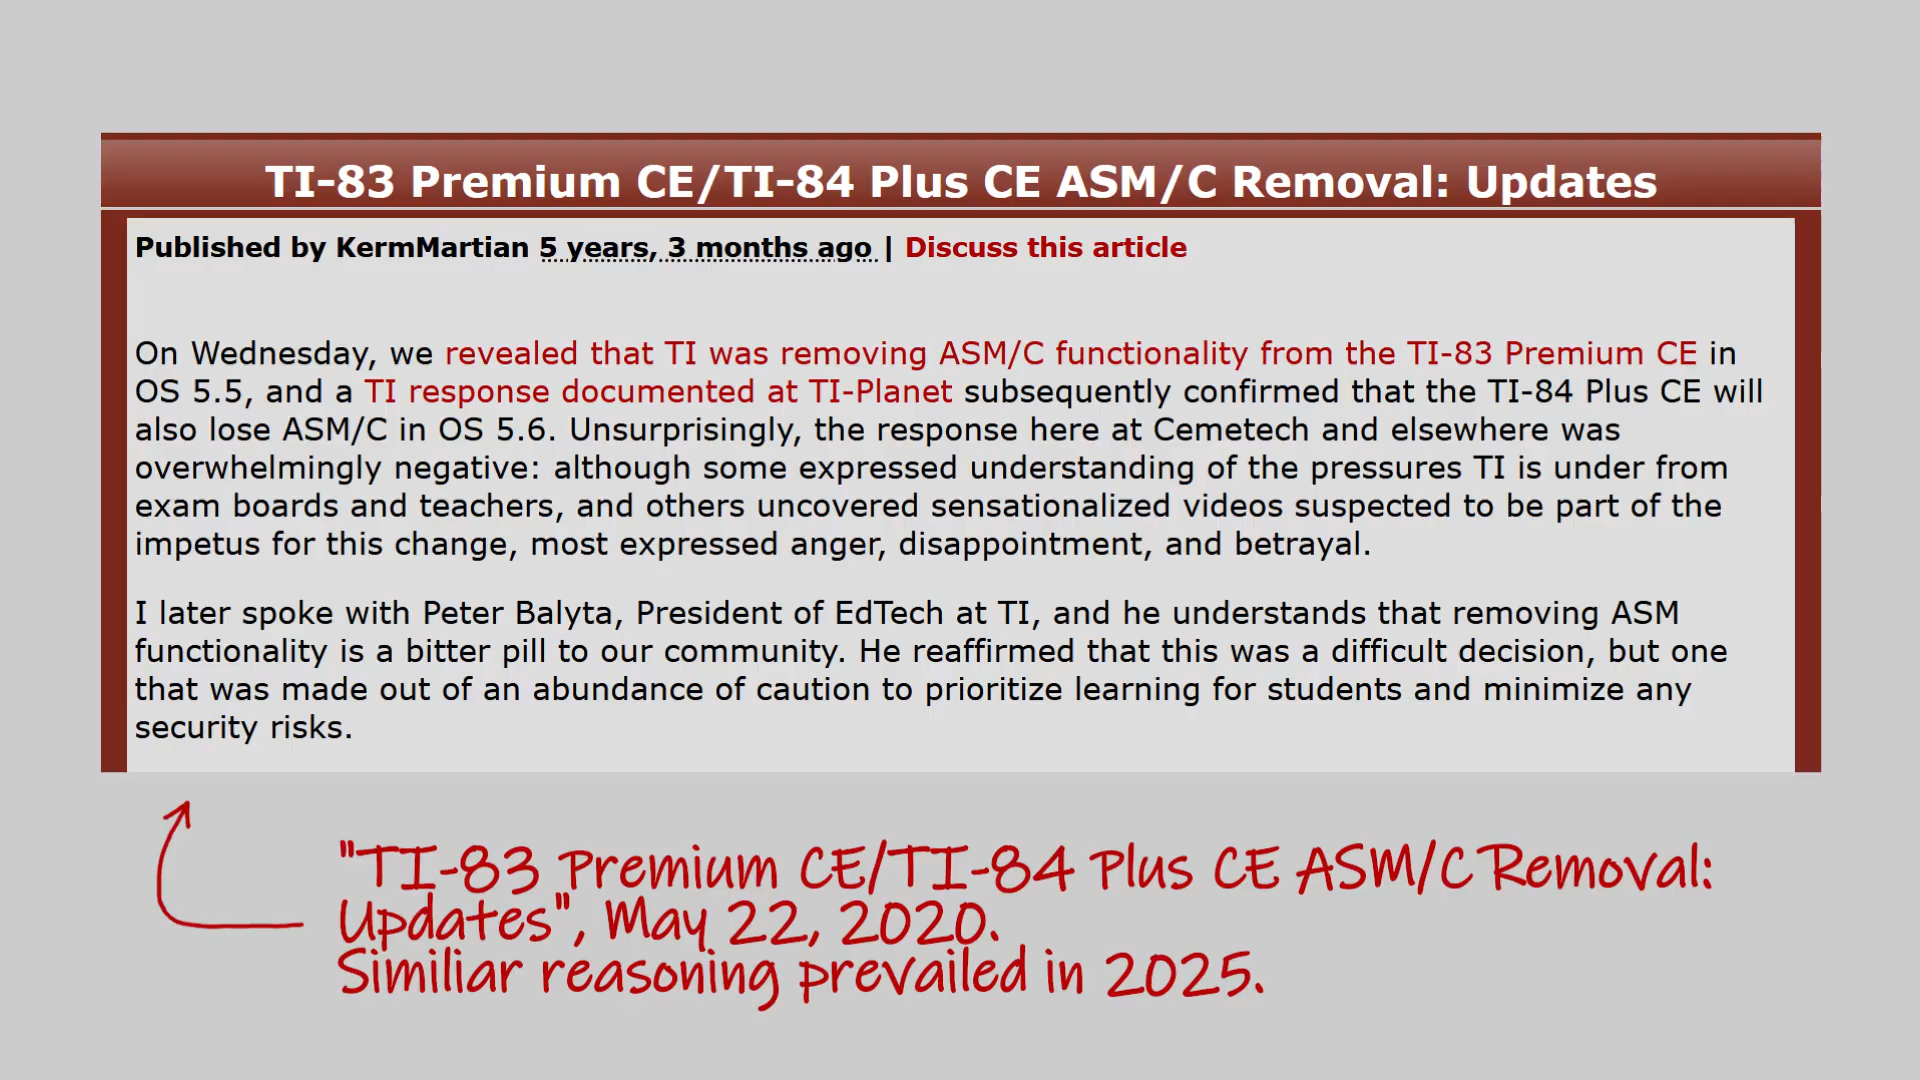 TI-83 Premium CE/TI-84 Plus CE ASM/C Removal: Updates
Published by KermMartian 5 years, 3 months ago | Discuss this article
On Wednesday, we revealed that TI was removing ASM/C functionality from the TI-83 Premium CE in
OS 5.5, and a TI response documented at TI-Planet subsequently confirmed that the TI-84 Plus CE will
also lose ASM/C in OS 5.6. Unsurprisingly, the response here at Cemetech and elsewhere was
overwhelmingly negative: although some expressed understanding of the pressures TI is under from
exam boards and teachers, and others uncovered sensationalized videos suspected to be part of the
impetus for this change, most expressed anger, disappointment, and betrayal.
I later spoke with Peter Balyta, President of EdTech at TI, and he understands that removing ASM
functionality is a bitter pill to our community. He reaffirmed that this was a difficult decision, but one
that was made out of an abundance of caution to prioritize learning for students and minimize any
security risks.
"TI-83 Premium CE/TI-84 Plus CE ASM/C Removal:
Updates", May 22, 2020.
Similiar reasoning prevailed in 2025.